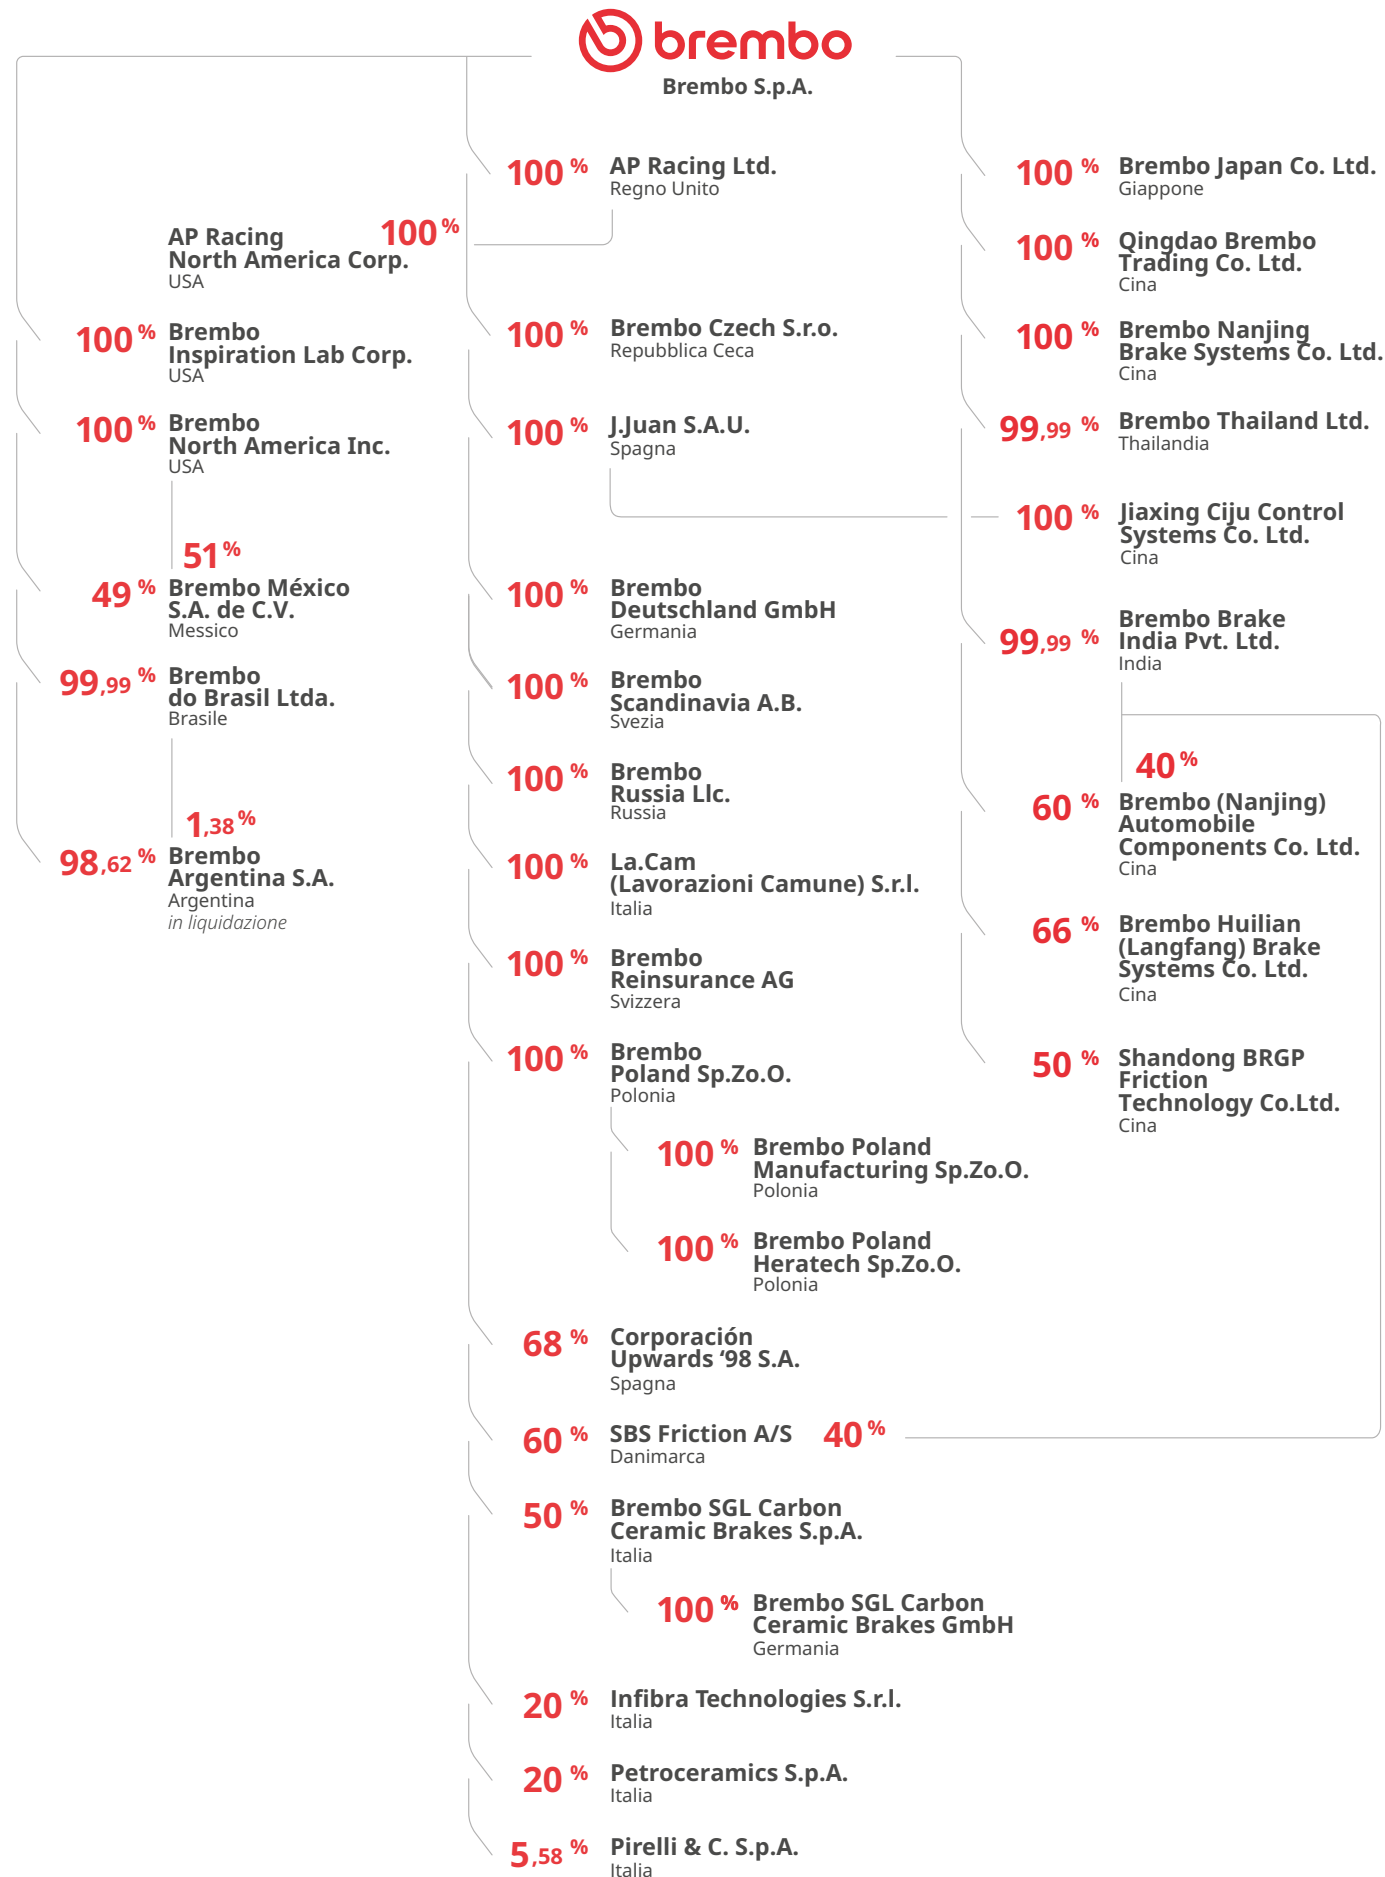 brembo
Brembo S.p.A.
AP Racing
North America Corp.
USA
100%
100%
Brembo
Inspiration Lab Corp.
USA
100%
Brembo
North America Inc.
USA
51%
49%
Brembo México
S.A. de C.V.
Messico
99,99%
Brembo
do Brasil Ltda.
Brasile
1,38%
98,62%
Brembo
Argentina S.A.
Argentina
in liquidazione
100%
AP Racing Ltd.
Regno Unito
100%
Brembo Czech S.r.o.
Repubblica Ceca
100%
J.Juan S.A.U.
Spagna
100%
Brembo
Deutschland GmbH
Germania
100%
Brembo
Scandinavia A.B.
Svezia
100%
Brembo
Russia Llc.
Russia
100%
La.Cam
(Lavorazioni Camune) S.r.l.
Italia
100%
Brembo
Reinsurance AG
Svizzera
100%
Brembo
Poland Sp.Zo.O.
Polonia
100%
Brembo Poland
Manufacturing Sp.Zo.O.
Polonia
100%
Brembo Poland
Heratech Sp.Zo.O.
Polonia
68%
Corporación
Upwards ‘98 S.A.
Spagna
60%
SBS Friction A/S
40%
Danimarca
50%
Brembo SGL Carbon
Ceramic Brakes S.p.A.
Italia
100%
Brembo SGL Carbon
Ceramic Brakes GmbH
Germania
20%
Infibra Technologies S.r.l.
Italia
20%
Petroceramics S.p.A.
Italia
5,58%
Pirelli & C. S.p.A.
Italia
100%
Brembo Japan Co. Ltd.
Giappone
100%
Qingdao Brembo
Trading Co. Ltd.
Cina
100%
Brembo Nanjing
Brake Systems Co. Ltd.
Cina
99,99%
Brembo Thailand Ltd.
Thailandia
100%
Jiaxing Ciju Control
Systems Co. Ltd.
Cina
99,99%
Brembo Brake
India Pvt. Ltd.
India
40%
60%
Brembo (Nanjing)
Automobile
Components Co. Ltd.
Cina
66%
Brembo Huilian
(Langfang) Brake
Systems Co. Ltd.
Cina
50%
Shandong BRGP
Friction
Technology Co.Ltd.
Cina